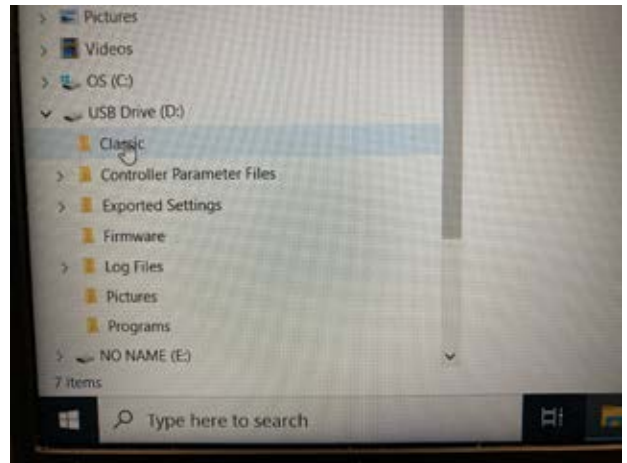 Pictures
Videos
OS (C:)
USB Drive (D:)
Classic
Controller Parameter Files
Exported Settings
Firmware
Log Files
Pictures
Programs
NO NAME (E:)
7 items
Type here to search